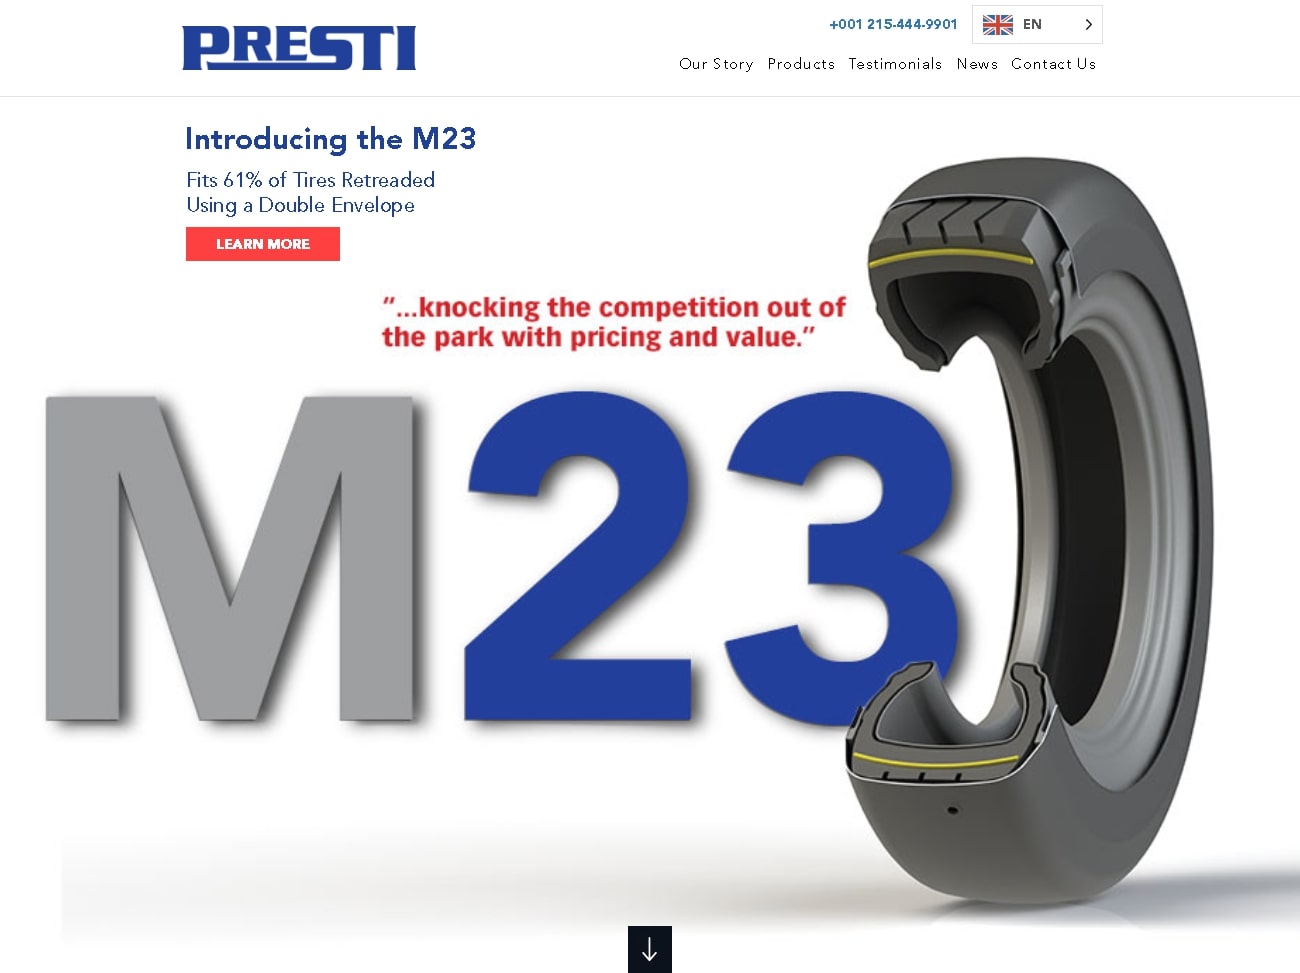 PRESTI
+001 215-444-9901
EN
Our Story Products Testimonials News Contact Us
Introducing the M23
Fits 61% of Tires Retreaded
Using a Double Envelope
LEARN MORE
"...knocking the competition out of
the park with pricing and value."
M23